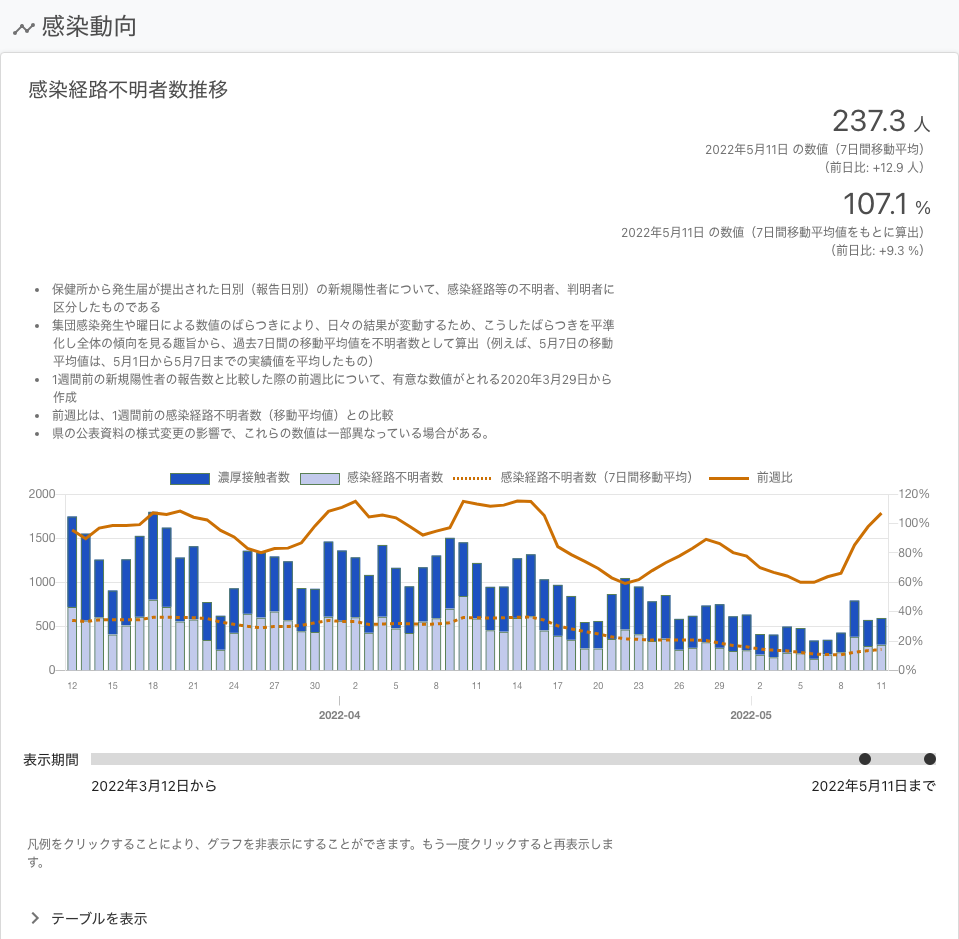 感染動向
感染経路不明者数推移
237.3 人
2022年5月11日 の数値（7日間移動平均）
（前日比: +12.9 人）
107.1 %
2022年5月11日 の数値（7日間移動平均値をもとに算出）
（前日比: +9.3 %）
• 保健所から発生届が提出された日別（報告日別）の新規陽性者について、感染経路等の不明者、判明者に
区分したものである
• 集団感染発生や曜日による数値のばらつきにより、日々の結果が変動するため、こうしたばらつきを平準
化し全体の傾向を見る趣旨から、過去7日間の移動平均値を不明者数として算出（例えば、5月7日の移動
平均値は、5月1日から5月7日までの実績値を平均したもの）
• 1週間前の新規陽性者の報告数と比較した際の前週比について、有意な数値がとれる2020年3月29日から
作成
• 前週比は、1週間前の感染経路不明者数（移動平均値）との比較
• 県の公表資料の様式変更の影響で、これらの数値は一部異なっている場合がある。
濃厚接触者数 感染経路不明者数 感染経路不明者数（7日間移動平均） 前週比
2000 120%
100%
1500
80%
1000 60%
40%
500
20%
0 0%
12 15 18 21 24 27 30 2 5 8 11 14 17 20 23 26 29 2 5 8 11
2022-04 2022-05
表示期間
2022年3月12日から 2022年5月11日まで
凡例をクリックすることにより、グラフを非表示にすることができます。もう一度クリックすると再表示しま
す。
テーブルを表示